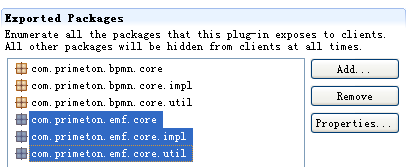 Exported Packages
Enumerate all the packages that this plug-in exposes to clients.
All other packages will be hidden from clients at all times.
com.primeton.bpmn.core
com.primeton.bpmn.core.impl
com.primeton.bpmn.core.util
com.primeton.emf.core
com.primeton.emf.core.impl
com.primeton.emf.core.util
Add...
Remove
Properties...